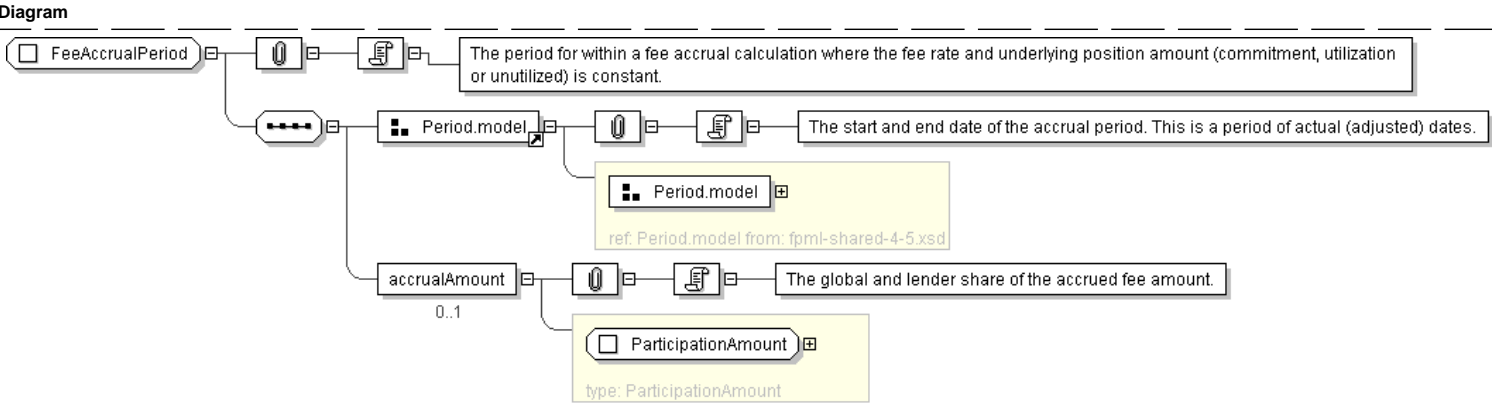 Diagram
FeeAccrualPeriod
The period for within a fee accrual calculation where the fee rate and underlying position amount (commitment, utilization
or unutilized) is constant.
Period.model
The start and end date of the accrual period. This is a period of actual (adjusted) dates.
Period.model
ref: Period.model from: fpml-shared-4-5.xsd
accrualAmount
The global and lender share of the accrued fee amount.
0..1
ParticipationAmount
type: ParticipationAmount